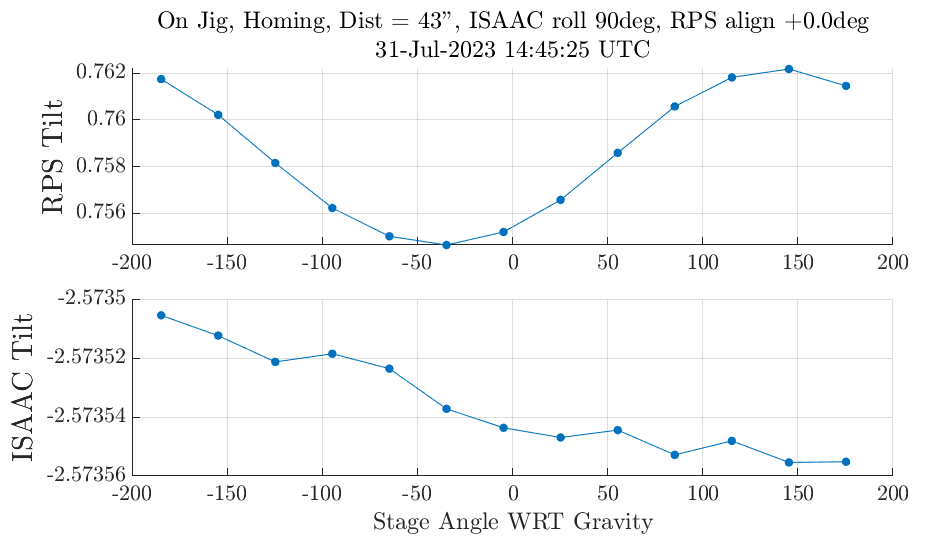 On Jig, Homing, Dist = 43", ISAAC roll 90deg, RPS align +0.0deg
31-Jul-2023 14:45:25 UTC
RPS Tilt
0.762
0.76
0.758
0.756
-200 -150 -100 -50 0 50 100 150 200
ISAAC Tilt
-2.5735
-2.57352
-2.57354
-2.57356
-200 -150 -100 -50 0 50 100 150 200
Stage Angle WRT Gravity